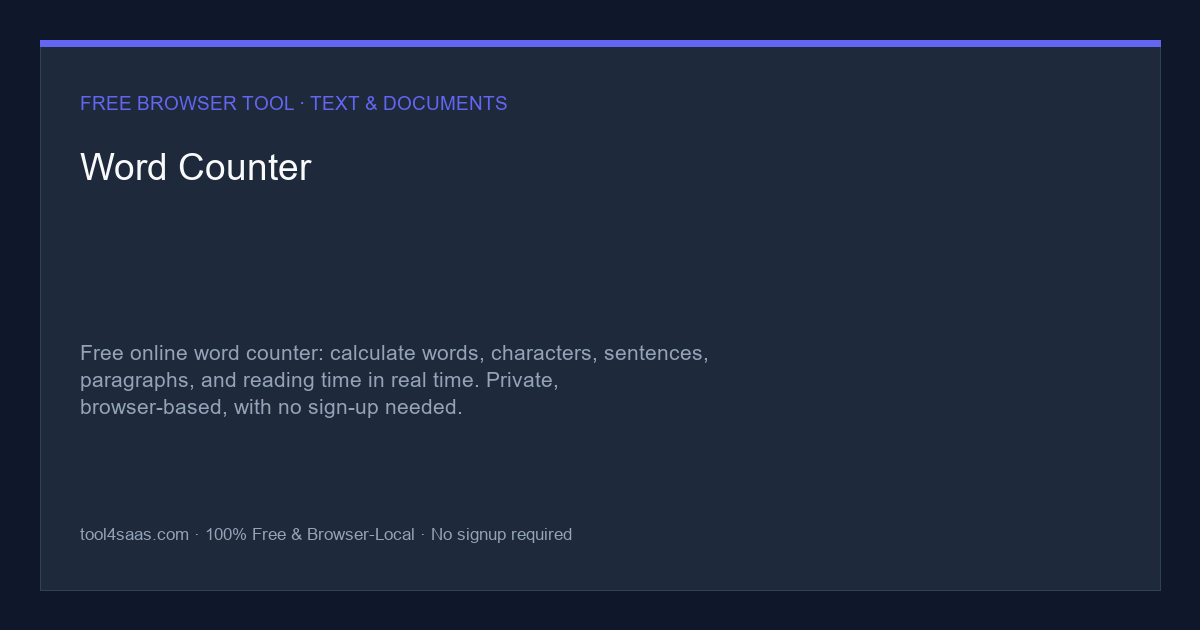 FREE BROWSER TOOL · TEXT & DOCUMENTS
Word Counter
Free online word counter: calculate words, characters, sentences,
paragraphs, and reading time in real time. Private,
browser-based, with no sign-up needed.
tool4saas.com · 100% Free & Browser-Local · No signup required